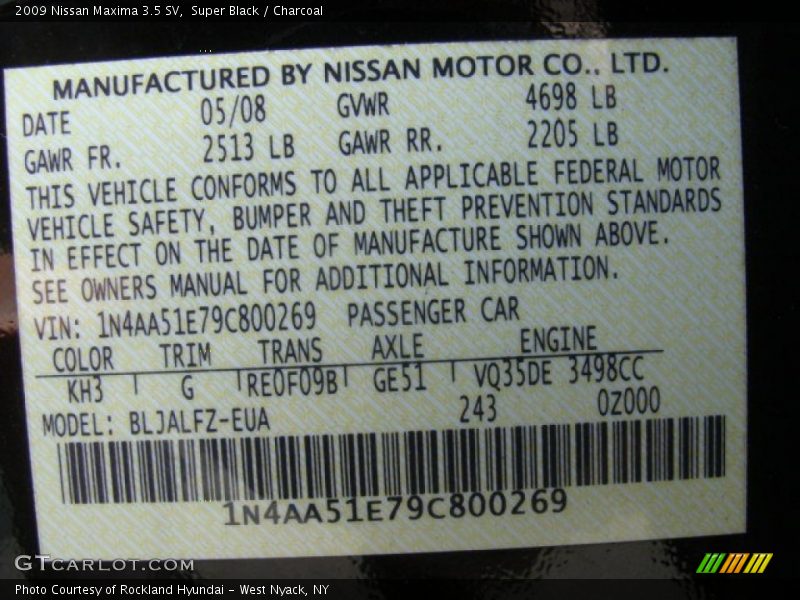 2009 Nissan Maxima 3.5 SV,  Super Black / Charcoal
MANUFACTURED BY NISSAN MOTOR CO., LTD.
DATE 05/08 GVWR 4698 LB
GAWR FR. 2513 LB GAWR RR. 2205 LB
THIS VEHICLE CONFORMS TO ALL APPLICABLE FEDERAL MOTOR
VEHICLE SAFETY, BUMPER AND THEFT PREVENTION STANDARDS
IN EFFECT ON THE DATE OF MANUFACTURE SHOWN ABOVE.
SEE OWNERS MANUAL FOR ADDITIONAL INFORMATION.
VIN: 1N4AA51E79C800269 PASSENGER CAR
COLOR TRIM TRANS AXLE ENGINE
KH3 G RE0F09B GE51 VQ35DE 3498CC
MODEL: BLJALFZ-EUA 243 0Z000
1N4AA51E79C800269
GTCARLOT.COM
Photo Courtesy of Rockland Hyundai - West Nyack, NY